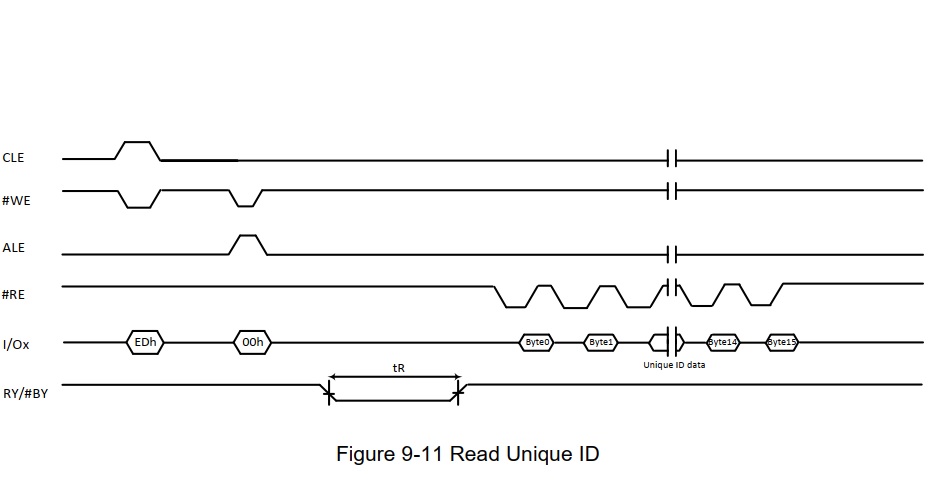 CLE
#WE
ALE
#RE
I/Ox EDh 00h Byte0 Byte1 Byte14 Byte15
Unique ID data
tR
RY/#BY
Figure 9-11 Read Unique ID